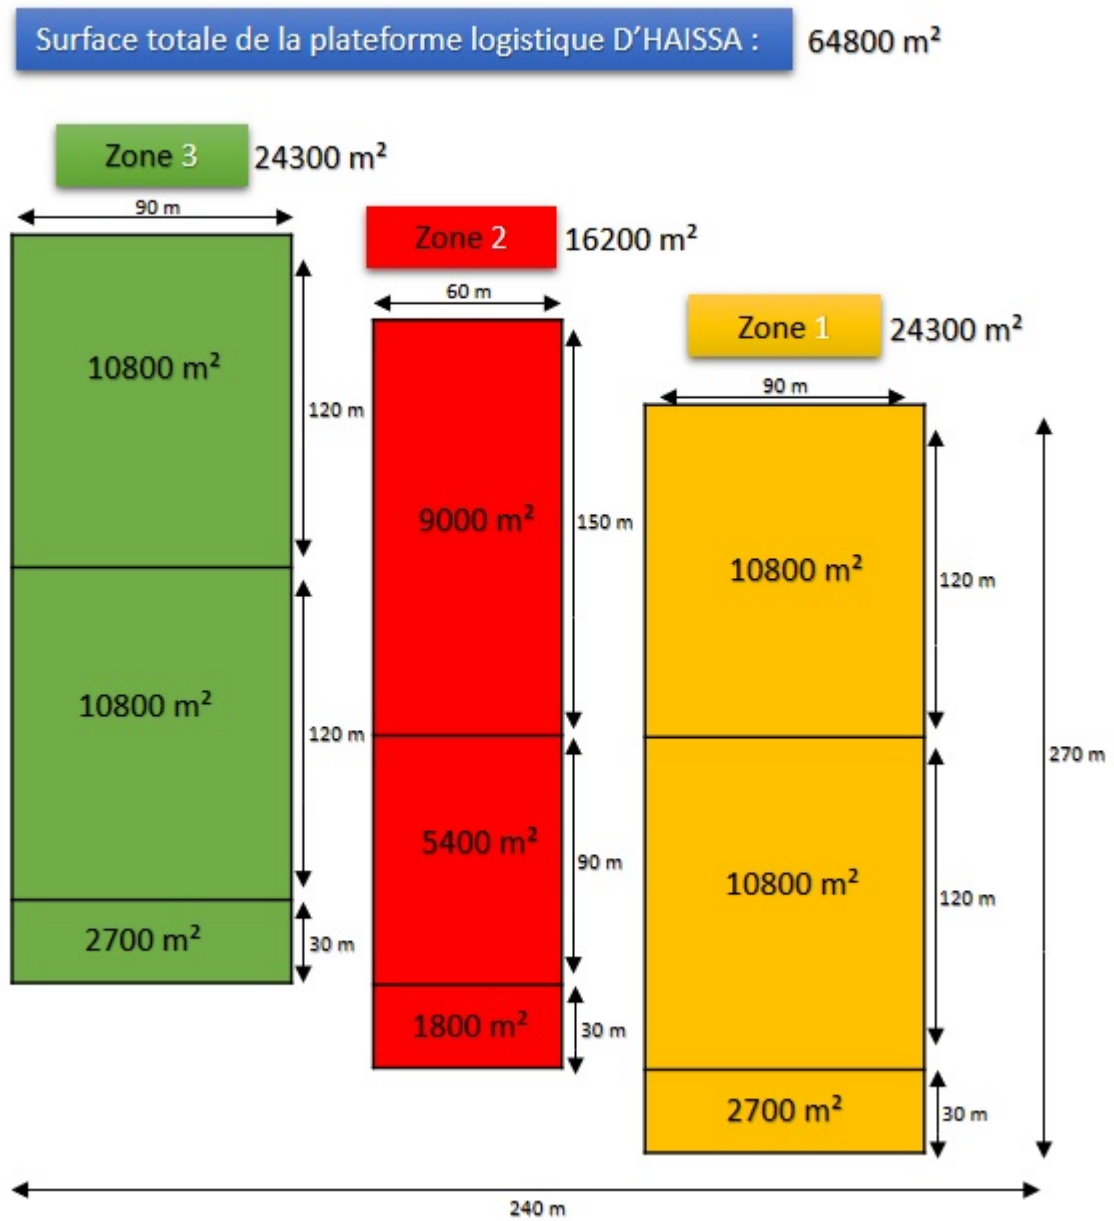 Surface totale de la plateforme logistique D'HAISSA : 64800 m²
Zone 3 24300 m²
90 m
10800 m²
120 m
10800 m²
120 m
2700 m²
30 m
Zone 2 16200 m²
60 m
9000 m²
150 m
5400 m²
90 m
1800 m²
30 m
Zone 1 24300 m²
90 m
10800 m²
120 m
10800 m²
120 m
2700 m²
30 m
270 m
240 m